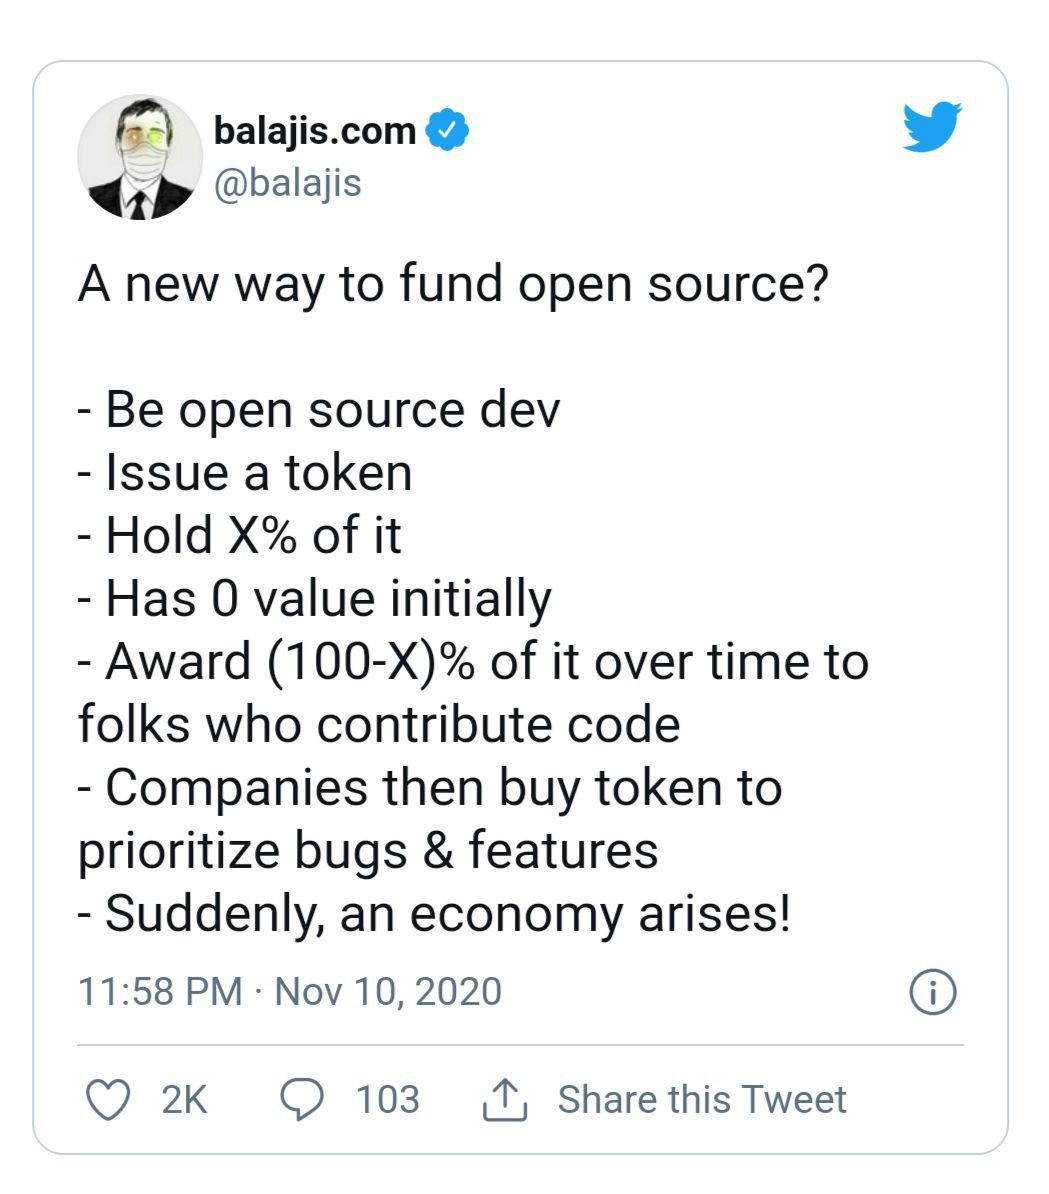 balajis.com
@balajis
A new way to fund open source?
- Be open source dev
- Issue a token
- Hold X% of it
- Has 0 value initially
- Award (100-X)% of it over time to
folks who contribute code
- Companies then buy token to
prioritize bugs & features
- Suddenly, an economy arises!
11:58 PM · Nov 10, 2020
2K 103 Share this Tweet